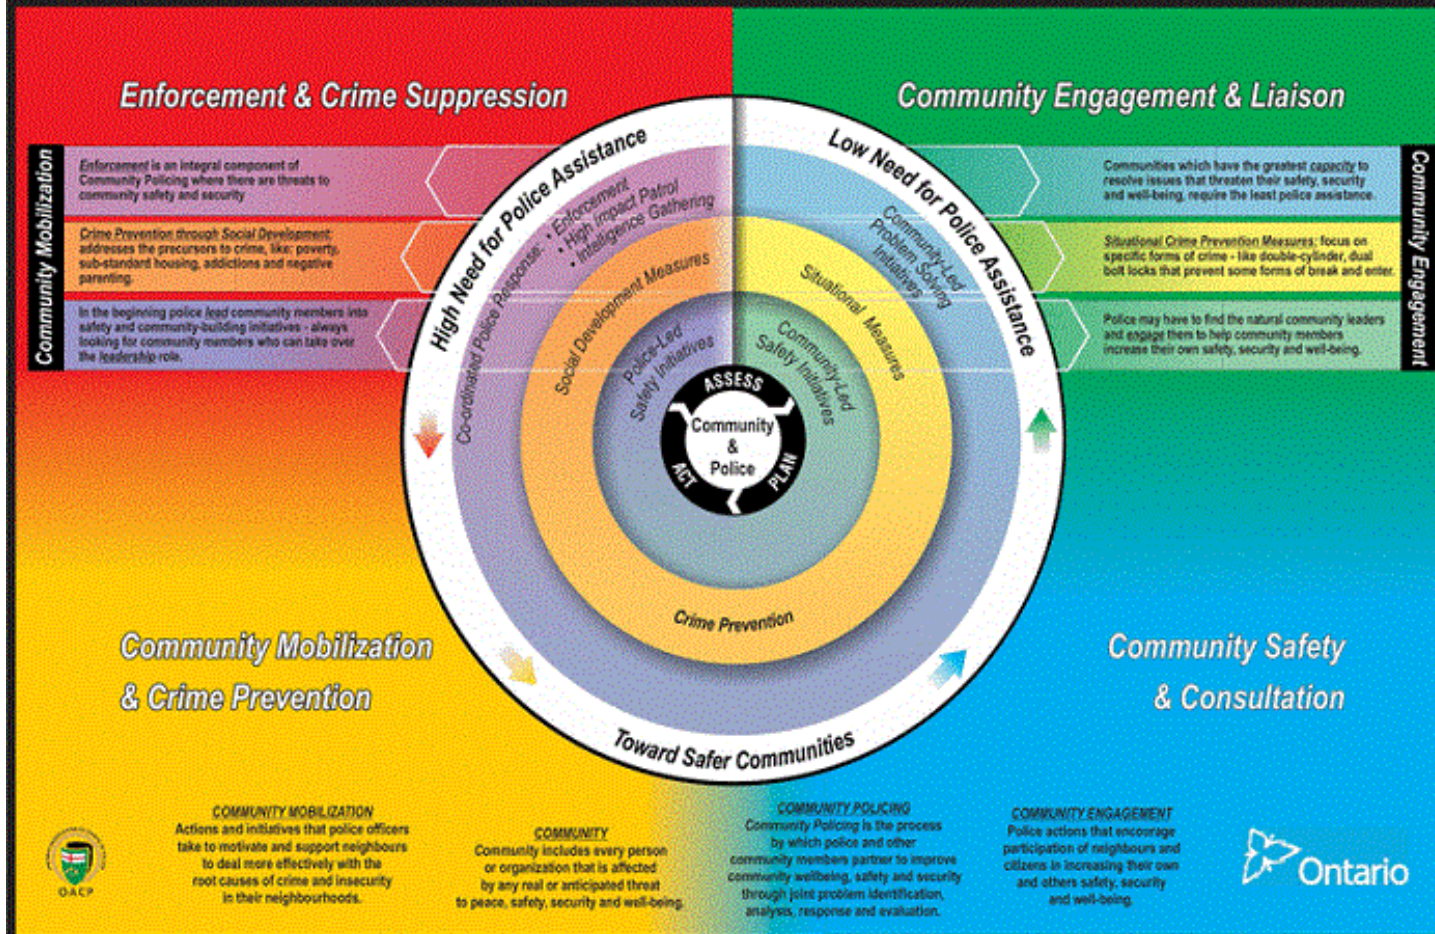 Enforcement & Crime Suppression
Community Engagement & Liaison
Community Mobilization
Enforcement is an integral component of
Community Policing where there are threats to
community safety and security
Crime Prevention through Social Development:
addresses the precursors to crime, like: poverty,
sub-standard housing, addictions and negative
parenting.
In the beginning police lead community members into
safety and community-building initiatives - always
looking for community members who can take over
the leadership role.
High Need for Police Assistance
Low Need for Police Assistance
Co-ordinated Police Response:
• Enforcement
• High Impact Patrol
• Intelligence Gathering
Social Development Measures
Police-Led
Safety Initiatives
Community-Led
Problem Solving
Initiatives
Situational Measures
Community-Led
Safety Initiatives
ASSESS
PLAN
ACT
Community
&
Police
Crime Prevention
Toward Safer Communities
Communities which have the greatest capacity to
resolve issues that threaten their safety, security
and well-being, require the least police assistance.
Situational Crime Prevention Measures: focus on
specific forms of crime - like double-cylinder, dual
bolt locks that prevent some forms of break and enter.
Police may have to find the natural community leaders
and engage them to help community members
increase their own safety, security and well-being.
Community Engagement
Community Mobilization
& Crime Prevention
Community Safety
& Consultation
OACP
COMMUNITY MOBILIZATION
Actions and initiatives that police officers
take to motivate and support neighbours
to deal more effectively with the
root causes of crime and insecurity
in their neighbourhoods.
COMMUNITY
Community includes every person
or organization that is affected
by any real or anticipated threat
to peace, safety, security and well-being.
COMMUNITY POLICING
Community Policing is the process
by which police and other
community members partner to improve
community wellbeing, safety and security
through joint problem identification,
analysis, response and evaluation.
COMMUNITY ENGAGEMENT
Police actions that encourage
participation of neighbours and
citizens in increasing their own
and others safety, security
and well-being.
Ontario